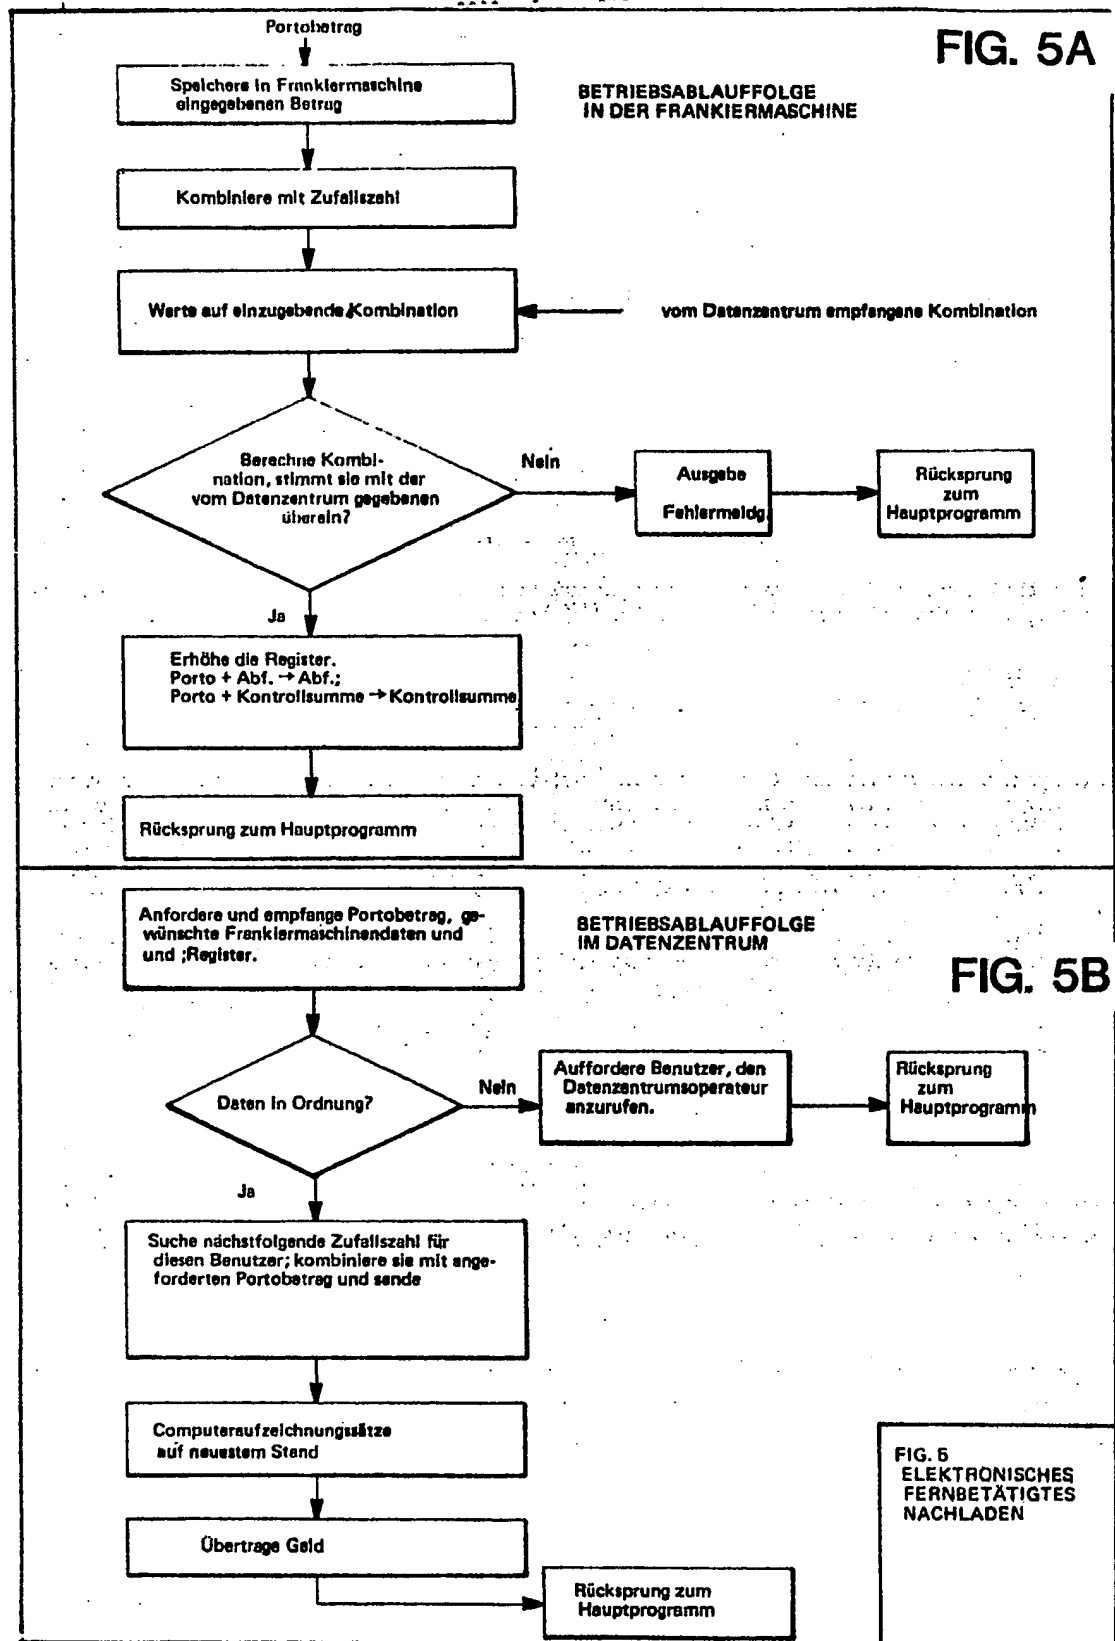 Portobetrag
FIG. 5A
Speichere in Frankiermaschine
eingegebenen Betrag
BETRIEBSABLAUFFOLGE
IN DER FRANKIERMASCHINE
Kombiniere mit Zufallszahl
Warte auf einzugebende Kombination
vom Datenzentrum empfangene Kombination
Berechne Kombi-
nation, stimmt sie mit der
vom Datenzentrum gegebenen
überein?
Nein
Ausgabe
Fehlermeldg.
Rücksprung
zum
Hauptprogramm
Ja
Erhöhe die Register.
Porto + Abf. → Abf.;
Porto + Kontrollsumme → Kontrollsumme
Rücksprung zum Hauptprogramm
Anfordere und empfange Portobetrag, ge-
wünschte Frankiermaschinendaten und
und ;Register.
BETRIEBSABLAUFFOLGE
IM DATENZENTRUM
FIG. 5B
Daten in Ordnung?
Nein
Auffordere Benutzer, den
Datenzentrumsoperateur
anzurufen.
Rücksprung
zum
Hauptprogramm
Ja
Suche nächstfolgende Zufallszahl für
diesen Benutzer; kombiniere sie mit ange-
forderten Portobetrag und sende
Computeraufzeichnungssätze
auf neuestem Stand
Übertrage Geld
Rücksprung zum
Hauptprogramm
FIG. 5
ELEKTRONISCHES
FERNBETÄTIGTES
NACHLADEN